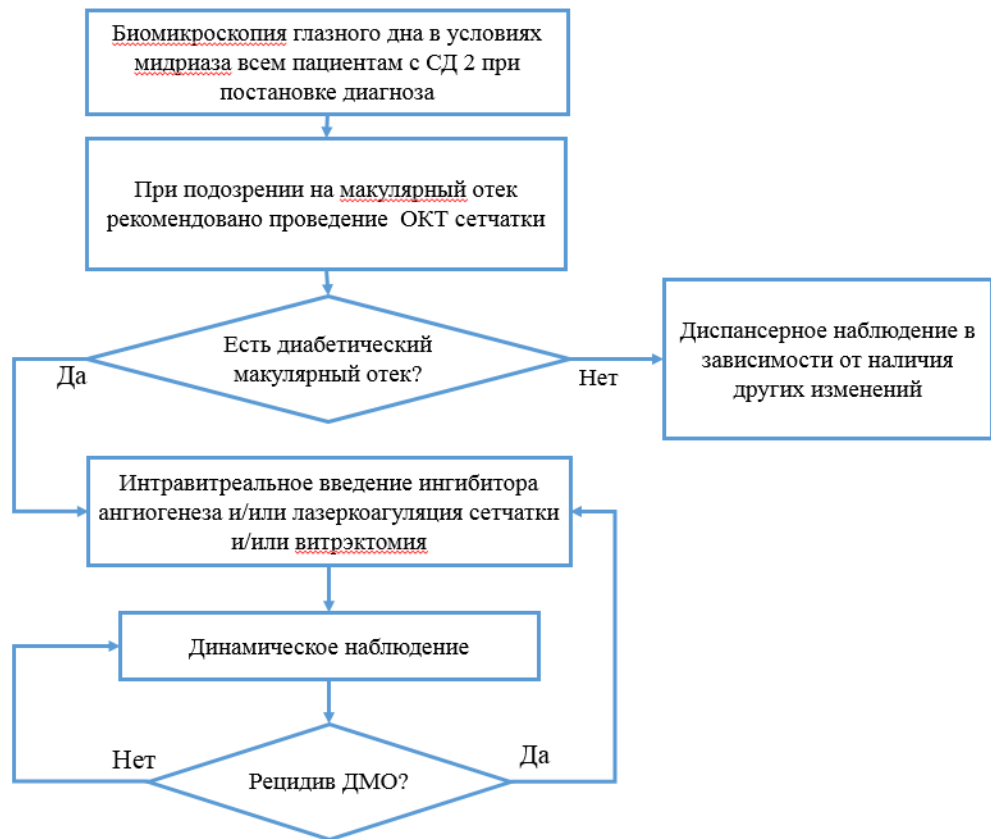 Биомикроскопия глазного дна в условиях
мидриаза всем пациентам с СД 2 при
постановке диагноза
При подозрении на макулярный отек
рекомендовано проведение ОКТ сетчатки
Есть диабетический
макулярный отек?
Да
Нет
Диспансерное наблюдение в
зависимости от наличия
других изменений
Интравитреальное введение ингибитора
ангиогенеза и/или лазеркоагуляция сетчатки
и/или витрэктомия
Динамическое наблюдение
Нет
Да
Рецидив ДМО?